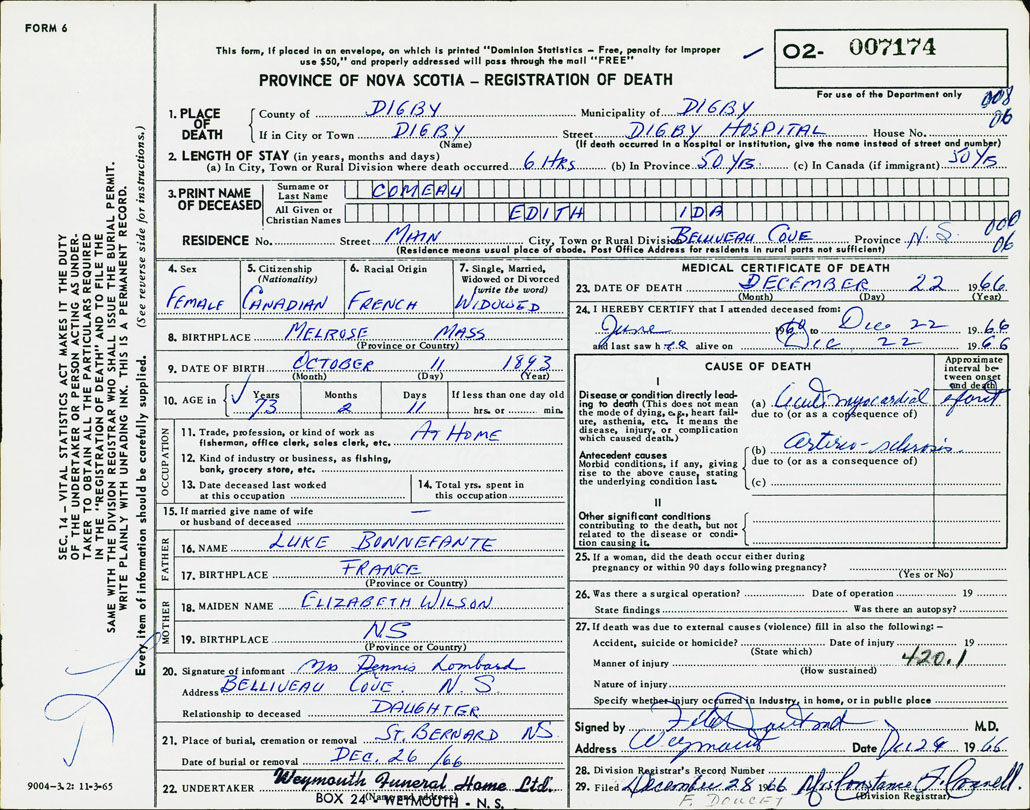 FORM 6
This form, if placed in an envelope, on which is printed "Dominion Statistics – Free, penalty for improper
use $50," and properly addressed will pass through the mail "FREE"
PROVINCE OF NOVA SCOTIA – REGISTRATION OF DEATH
02- 007174
For use of the Department only
008
06
1. PLACE OF DEATH
County of DIGBY Municipality of DIGBY
If in City or Town DIGBY Street DIGBY HOSPITAL House No.
(Name) (If death occurred in a Hospital or Institution, give the name instead of street and number)
2. LENGTH OF STAY (in years, months and days)
(a) In City, Town or Rural Division where death occurred 6 HRS (b) In Province 50 YRS. (c) In Canada (if immigrant) 50 YRS
3. PRINT NAME OF DECEASED
Surname or Last Name COMEAU
All Given or Christian Names EDITH IDA
000
06
RESIDENCE No. Street MAIN City, Town or Rural Division BELLIVEAU COVE Province N.S.
(Residence means usual place of abode. Post Office Address for residents in rural parts not sufficient)
4. Sex
FEMALE
5. Citizenship
(Nationality)
CANADIAN
6. Racial Origin
FRENCH
7. Single, Married,
Widowed or Divorced
(write the word)
WIDOWED
8. BIRTHPLACE MELROSE MASS
(Province or Country)
9. DATE OF BIRTH OCTOBER 11 1893
(Month) (Day) (Year)
10. AGE in
Years 73
Months 2
Days 11
If less than one day old
hrs. or min.
OCCUPATION
11. Trade, profession, or kind of work as
fisherman, office clerk, sales clerk, etc. AT HOME
12. Kind of industry or business, as fishing,
bank, grocery store, etc.
13. Date deceased last worked
at this occupation
14. Total yrs. spent in
this occupation
15. If married give name of wife
or husband of deceased —
FATHER
16. NAME LUKE BONNEFANTE
17. BIRTHPLACE FRANCE
(Province or Country)
MOTHER
18. MAIDEN NAME ELIZABETH WILSON
19. BIRTHPLACE NS
(Province or Country)
20. Signature of informant Mrs Dennis Lombard
Address BELLIVEAU COVE. N.S
Relationship to deceased DAUGHTER
21. Place of burial, cremation or removal ST. BERNARD NS.
Date of burial or removal DEC. 26 /66
22. UNDERTAKER Weymouth Funeral Home Ltd.
BOX 24 – WEYMOUTH - N. S.
MEDICAL CERTIFICATE OF DEATH
23. DATE OF DEATH DECEMBER 22 1966
(Month) (Day) (Year)
24. I HEREBY CERTIFY that I attended deceased from:
June 1960 to Dec 22 1966
and last saw her alive on Dec 22 1966
CAUSE OF DEATH
Approximate interval between onset and death
I
Disease or condition directly lead-
ing to death (This does not mean
the mode of dying, e.g., heart fail-
ure, asthenia, etc. It means the
disease, injury, or complication
which caused death.)
(a) Acute myocardial
due to (or as a consequence of)
Antecedent causes
Morbid conditions, if any, giving
rise to the above cause, stating
the underlying condition last.
(b) arterio-sclerosis.
due to (or as a consequence of)
(c)
II
Other significant conditions
contributing to the death, but not
related to the disease or condi-
tion causing it.
25. If a woman, did the death occur either during
pregnancy or within 90 days following pregnancy?
(Yes or No)
26. Was there a surgical operation? Date of operation 19
State findings Was there an autopsy?
27. If death was due to external causes (violence) fill in also the following: –
Accident, suicide or homicide? Date of injury 19
(State which)
420.1
Manner of injury
(How sustained)
Nature of injury
Specify whether injury occurred in industry, in home, or in public place
Signed by M.D.
Address Weymouth Date Dec. 29 1966.
28. Division Registrar's Record Number
29. Filed December 28 1966 Mrs Constance F. Connell
(Division Registrar)
F. DOUCET
SEC. 14 – VITAL STATISTICS ACT MAKES IT THE DUTY
OF THE UNDERTAKER OR PERSON ACTING AS UNDER-
TAKER TO OBTAIN ALL THE PARTICULARS REQUIRED
IN THE "REGISTRATION OF DEATH" AND TO FILE THE
SAME WITH THE DIVISION REGISTRAR WHO SHALL ISSUE THE BURIAL PERMIT.
WRITE PLAINLY WITH UNFADING INK. THIS IS A PERMANENT RECORD.
Every item of information should be carefully supplied. (See reverse side for instructions.)
9004-3.2: 11-3-65